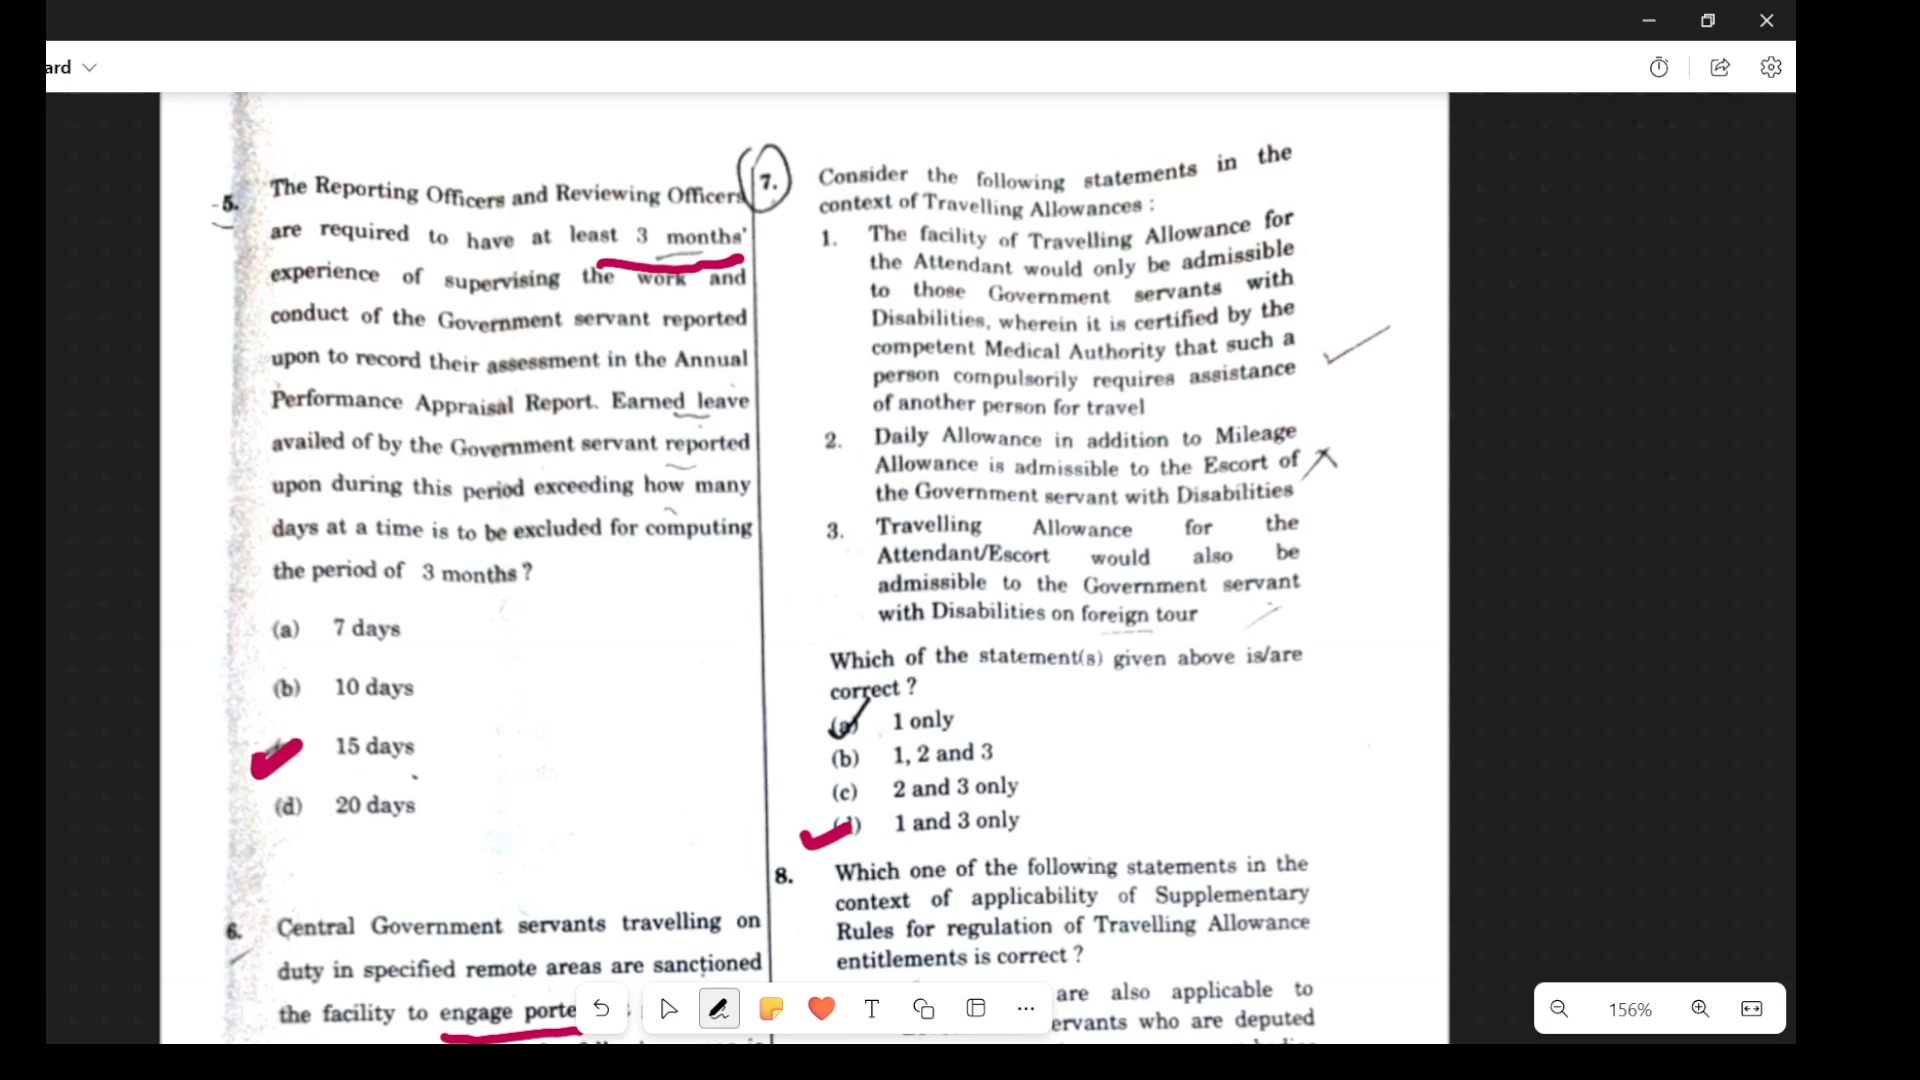 ard
5. The Reporting Officers and Reviewing Officers
are required to have at least 3 months'
experience of supervising the work and
conduct of the Government servant reported
upon to record their assessment in the Annual
Performance Appraisal Report. Earned leave
availed of by the Government servant reported
upon during this period exceeding how many
days at a time is to be excluded for computing
the period of 3 months ?
(a) 7 days
(b) 10 days
15 days
(d) 20 days
6. Central Government servants travelling on
duty in specified remote areas are sanctioned
the facility to engage porte
7. Consider the following statements in the
context of Travelling Allowances :
1. The facility of Travelling Allowance for
the Attendant would only be admissible
to those Government servants with
Disabilities, wherein it is certified by the
competent Medical Authority that such a
person compulsorily requires assistance
of another person for travel
2. Daily Allowance in addition to Mileage
Allowance is admissible to the Escort of
the Government servant with Disabilities
3. Travelling Allowance for the
Attendant/Escort would also be
admissible to the Government servant
with Disabilities on foreign tour
Which of the statement(s) given above is/are
correct ?
(a) 1 only
(b) 1, 2 and 3
(c) 2 and 3 only
(d) 1 and 3 only
8. Which one of the following statements in the
context of applicability of Supplementary
Rules for regulation of Travelling Allowance
entitlements is correct ?
are also applicable to
ervants who are deputed
T
156%